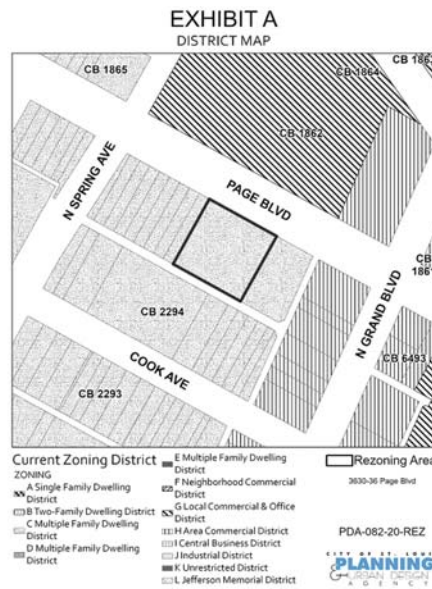 EXHIBIT A
DISTRICT MAP
CB 1865
CB 1864
CB 1862
N SPRING AVE
PAGE BLVD
N GRAND BLVD
CB 2294
CB 6493
COOK AVE
CB 2293
Current Zoning District
ZONING
A Single Family Dwelling
District
B Two-Family Dwelling District
C Multiple Family Dwelling
District
D Multiple Family Dwelling
District
E Multiple Family Dwelling
District
F Neighborhood Commercial
District
G Local Commercial & Office
District
H Area Commercial District
I Central Business District
J Industrial District
K Unrestricted District
L Jefferson Memorial District
Rezoning Area
3630-36 Page Blvd
PDA-082-20-REZ
CITY OF ST. LOUIS
PLANNING
& URBAN DESIGN
AGENCY